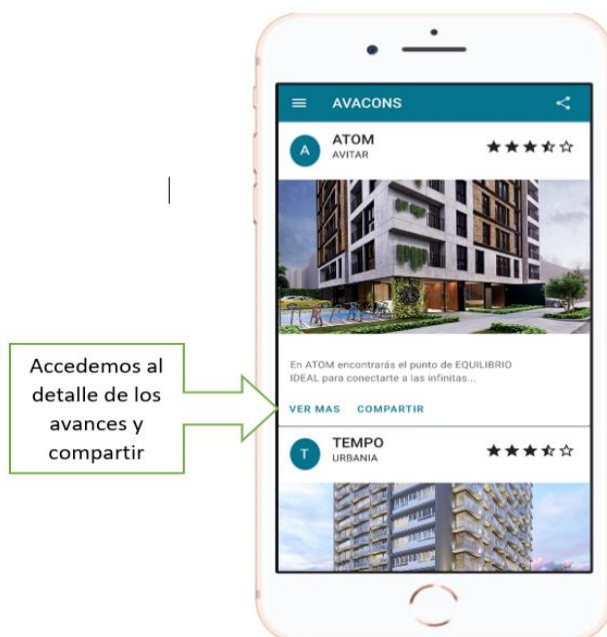 AVACONS
A
ATOM
AVITAR
En ATOM encontrarás el punto de EQUILIBRIO
IDEAL para conectarte a las infinitas...
VER MAS COMPARTIR
Accedemos al
detalle de los
avances y
compartir
T
TEMPO
URBANIA